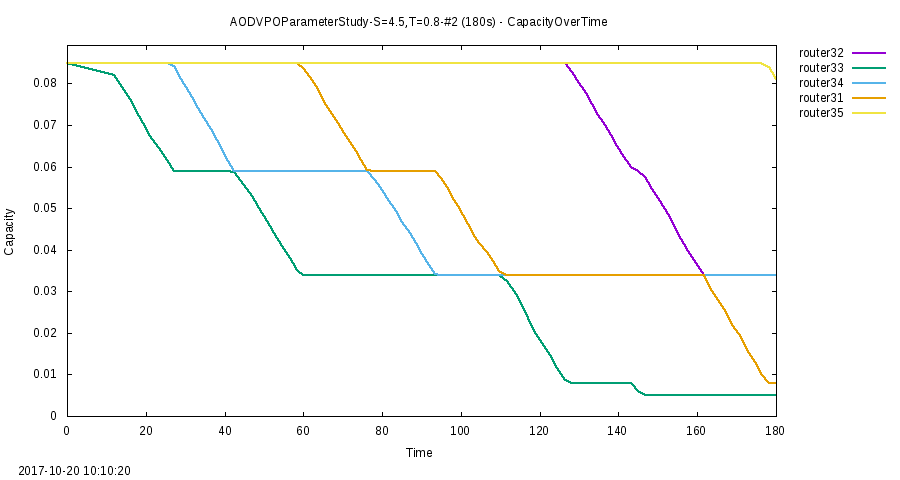 AODVPOParameterStudy-S=4.5,T=0.8-#2 (180s) - CapacityOverTime
router32
router33
router34
router31
router35
0.08
0.07
0.06
0.05
0.04
0.03
0.02
0.01
0
Capacity
0 20 40 60 80 100 120 140 160 180
Time
2017-10-20 10:10:20